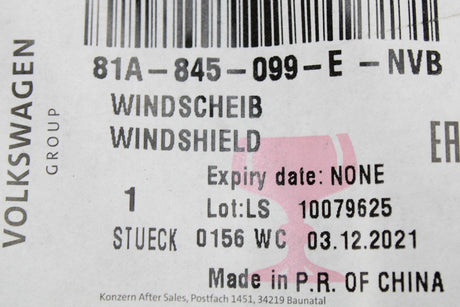 81A-845-099-E -NVB
VOLKSWAGEN
GROUP
WINDSCHEIB
WINDSHIELD
EAC
Expiry date: NONE
1 Lot:LS 10079625
STUECK 0156 WC 03.12.2021
Made in P.R. OF CHINA
Konzern After Sales, Postfach 1451, 34219 Baunatal